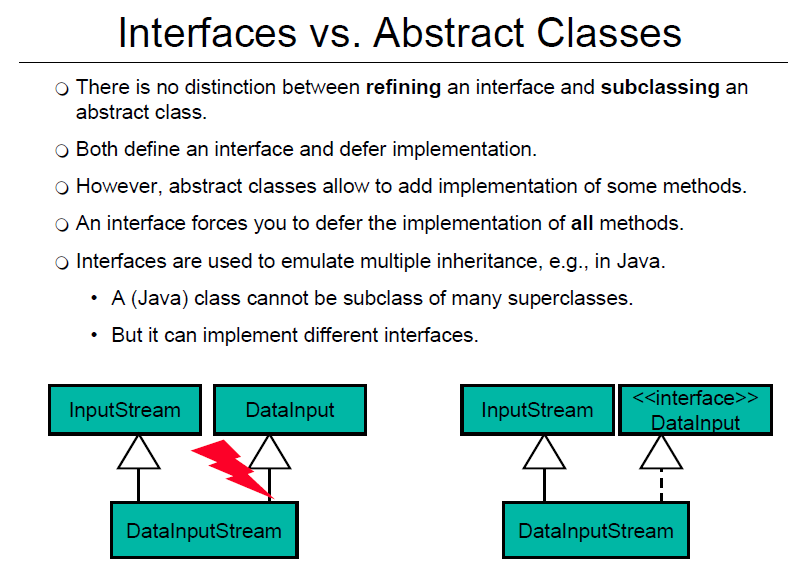 Interfaces vs. Abstract Classes
There is no distinction between refining an interface and subclassing an
abstract class.
Both define an interface and defer implementation.
However, abstract classes allow to add implementation of some methods.
An interface forces you to defer the implementation of all methods.
Interfaces are used to emulate multiple inheritance, e.g., in Java.
A (Java) class cannot be subclass of many superclasses.
But it can implement different interfaces.
InputStream
DataInput
DataInputStream
InputStream
<<interface>>
DataInput
DataInputStream